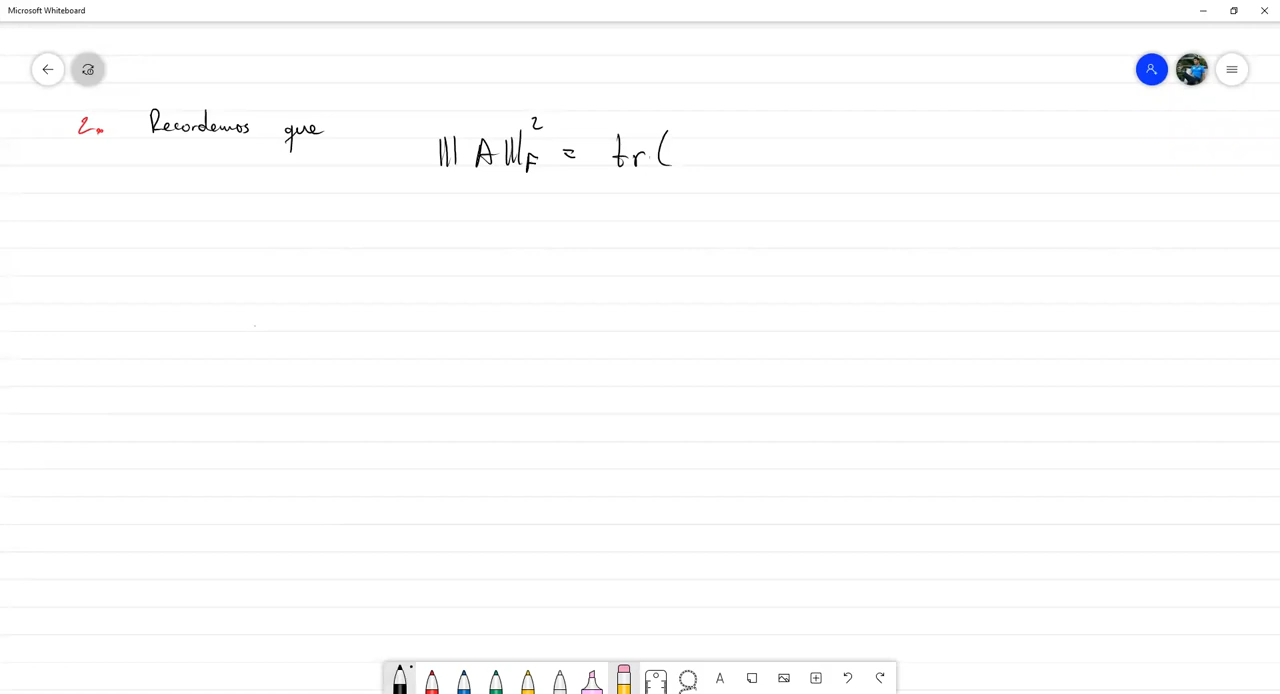 Microsoft Whiteboard
2. Recordemos que
||| A |||_F^2 = tr.(